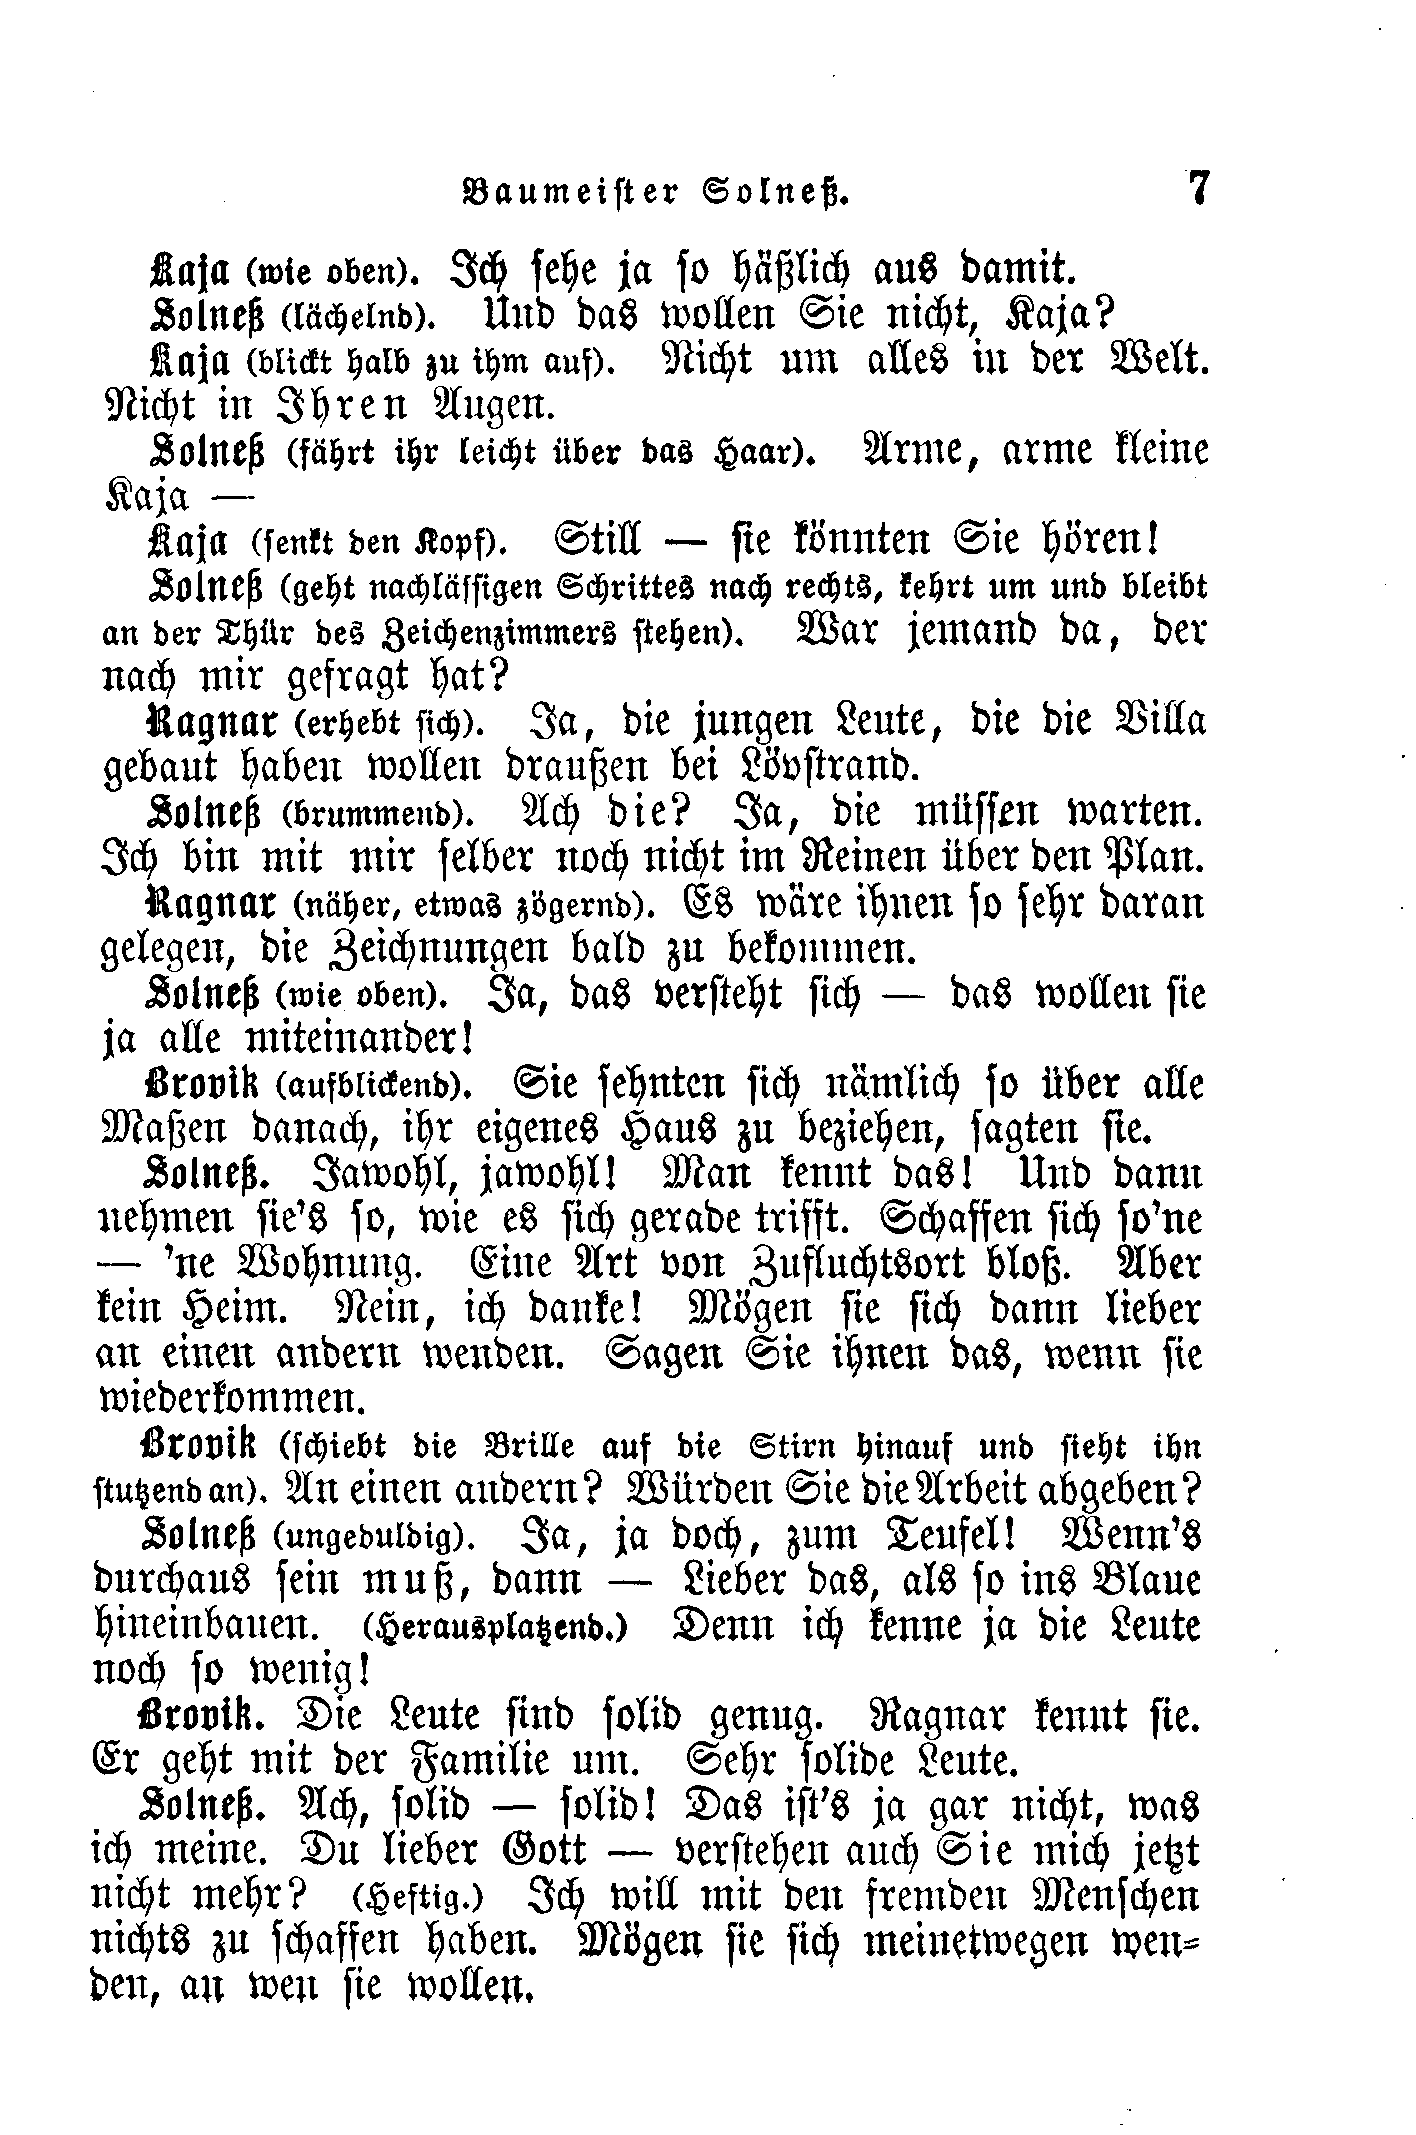 Baumeister Solneß. 7
Kaja (wie oben). Ich sehe ja so häßlich aus damit.
Solneß (lächelnd). Und das wollen Sie nicht, Kaja?
Kaja (blickt halb zu ihm auf). Nicht um alles in der Welt.
Nicht in Ihren Augen.
Solneß (fährt ihr leicht über das Haar). Arme, arme kleine
Kaja —
Kaja (senkt den Kopf). Still — sie könnten Sie hören!
Solneß (geht nachlässigen Schrittes nach rechts, kehrt um und bleibt
an der Thür des Zeichenzimmers stehen). War jemand da, der
nach mir gefragt hat?
Ragnar (erhebt sich). Ja, die jungen Leute, die die Villa
gebaut haben wollen draußen bei Lövstrand.
Solneß (brummend). Ach die? Ja, die müssen warten.
Ich bin mit mir selber noch nicht im Reinen über den Plan.
Ragnar (näher, etwas zögernd). Es wäre ihnen so sehr daran
gelegen, die Zeichnungen bald zu bekommen.
Solneß (wie oben). Ja, das versteht sich — das wollen sie
ja alle miteinander!
Brovik (aufblickend). Sie sehnten sich nämlich so über alle
Maßen danach, ihr eigenes Haus zu beziehen, sagten sie.
Solneß. Jawohl, jawohl! Man kennt das! Und dann
nehmen sie's so, wie es sich gerade trifft. Schaffen sich so'ne
— 'ne Wohnung. Eine Art von Zufluchtsort bloß. Aber
kein Heim. Nein, ich danke! Mögen sie sich dann lieber
an einen andern wenden. Sagen Sie ihnen das, wenn sie
wiederkommen.
Brovik (schiebt die Brille auf die Stirn hinauf und sieht ihn
stutzend an). An einen andern? Würden Sie die Arbeit abgeben?
Solneß (ungeduldig). Ja, ja doch, zum Teufel! Wenn's
durchaus sein muß, dann — Lieber das, als so ins Blaue
hineinbauen. (Herausplatzend.) Denn ich kenne ja die Leute
noch so wenig!
Brovik. Die Leute sind solid genug. Ragnar kennt sie.
Er geht mit der Familie um. Sehr solide Leute.
Solneß. Ach, solid — solid! Das ist's ja gar nicht, was
ich meine. Du lieber Gott — verstehen auch Sie mich jetzt
nicht mehr? (Heftig.) Ich will mit den fremden Menschen
nichts zu schaffen haben. Mögen sie sich meinetwegen wen-
den, an wen sie wollen.